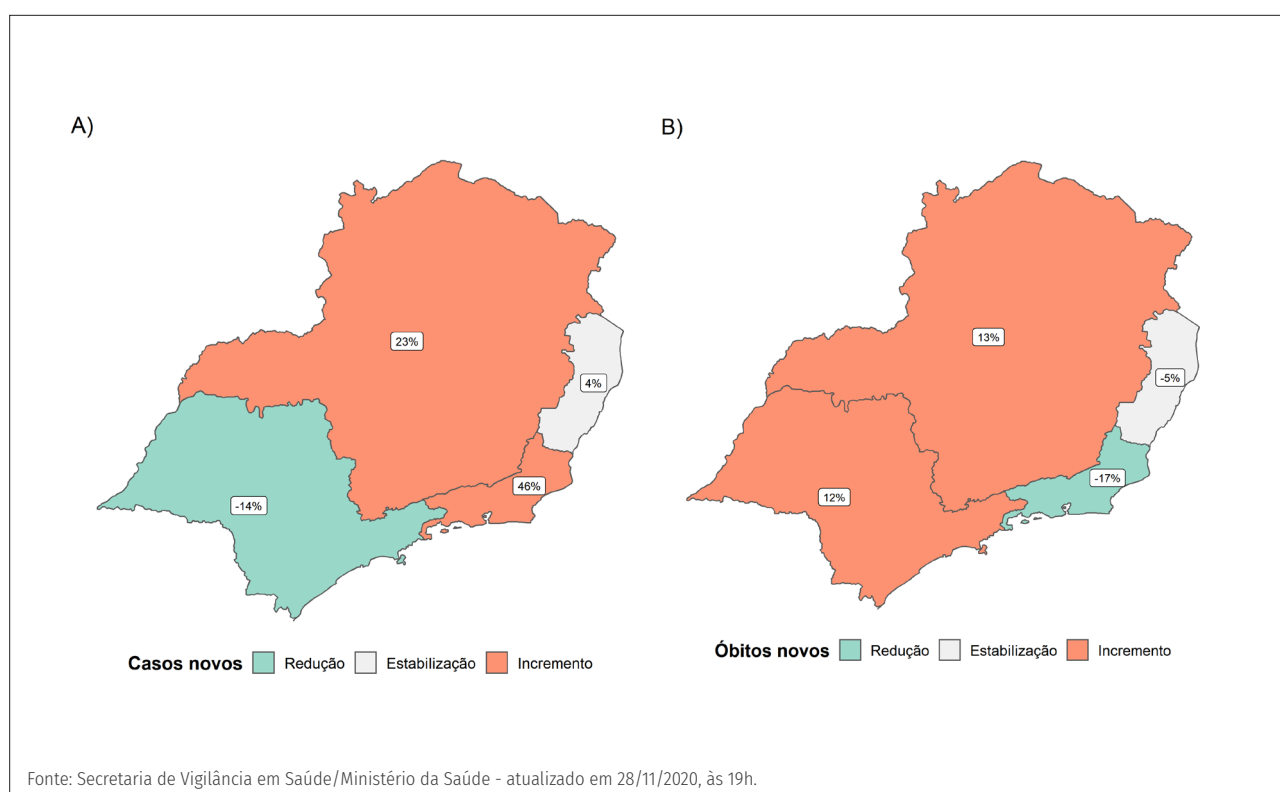 A)
23%
4%
46%
-14%
Casos novos Redução Estabilização Incremento
B)
13%
-5%
-17%
12%
Óbitos novos Redução Estabilização Incremento
Fonte: Secretaria de Vigilância em Saúde/Ministério da Saúde - atualizado em 28/11/2020, às 19h.